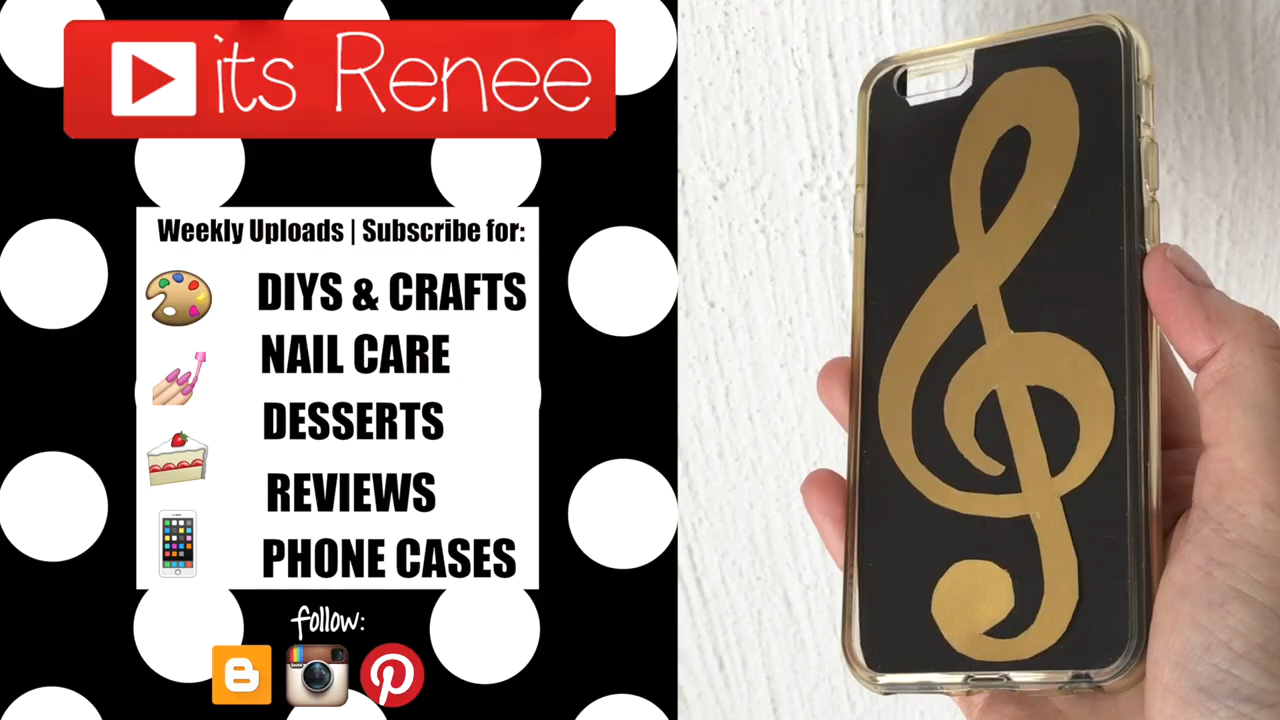 its Renee
Weekly Uploads | Subscribe for:
DIYS & CRAFTS
NAIL CARE
DESSERTS
REVIEWS
PHONE CASES
follow: